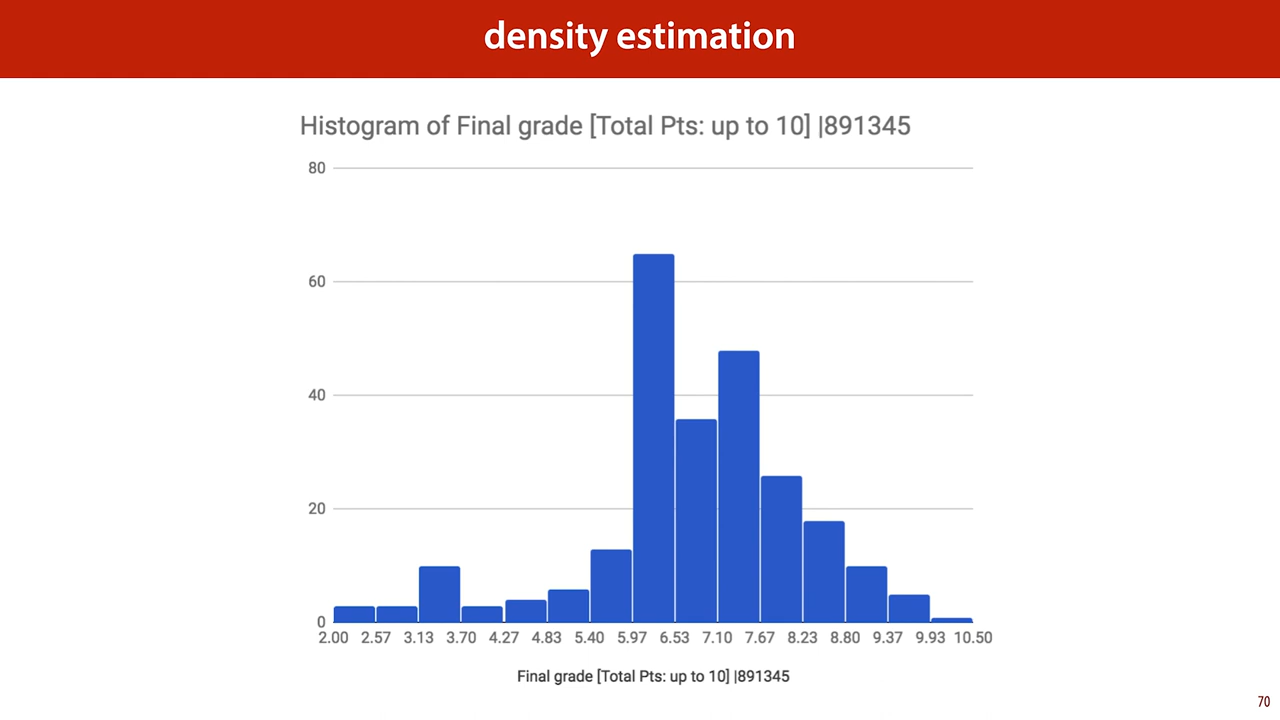 density estimation
Histogram of Final grade [Total Pts: up to 10] |891345
80
60
40
20
0
2.00 2.57 3.13 3.70 4.27 4.83 5.40 5.97 6.53 7.10 7.67 8.23 8.80 9.37 9.93 10.50
Final grade [Total Pts: up to 10] |891345
70